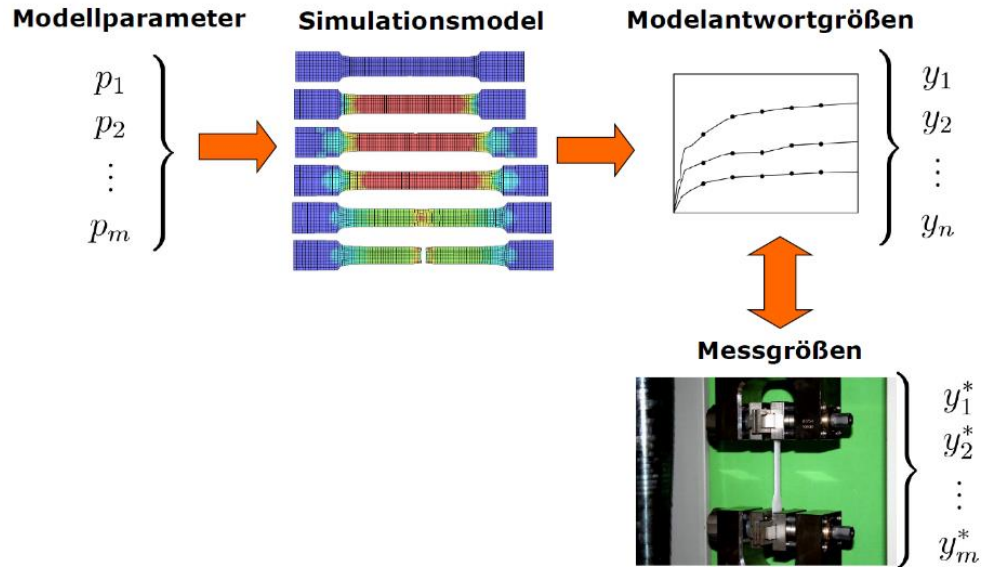 Modellparameter
Simulationsmodel
Modelantwortgrößen
p₁
p₂
⋮
pₘ
y₁
y₂
⋮
yₙ
Messgrößen
y₁*
y₂*
⋮
yₘ*